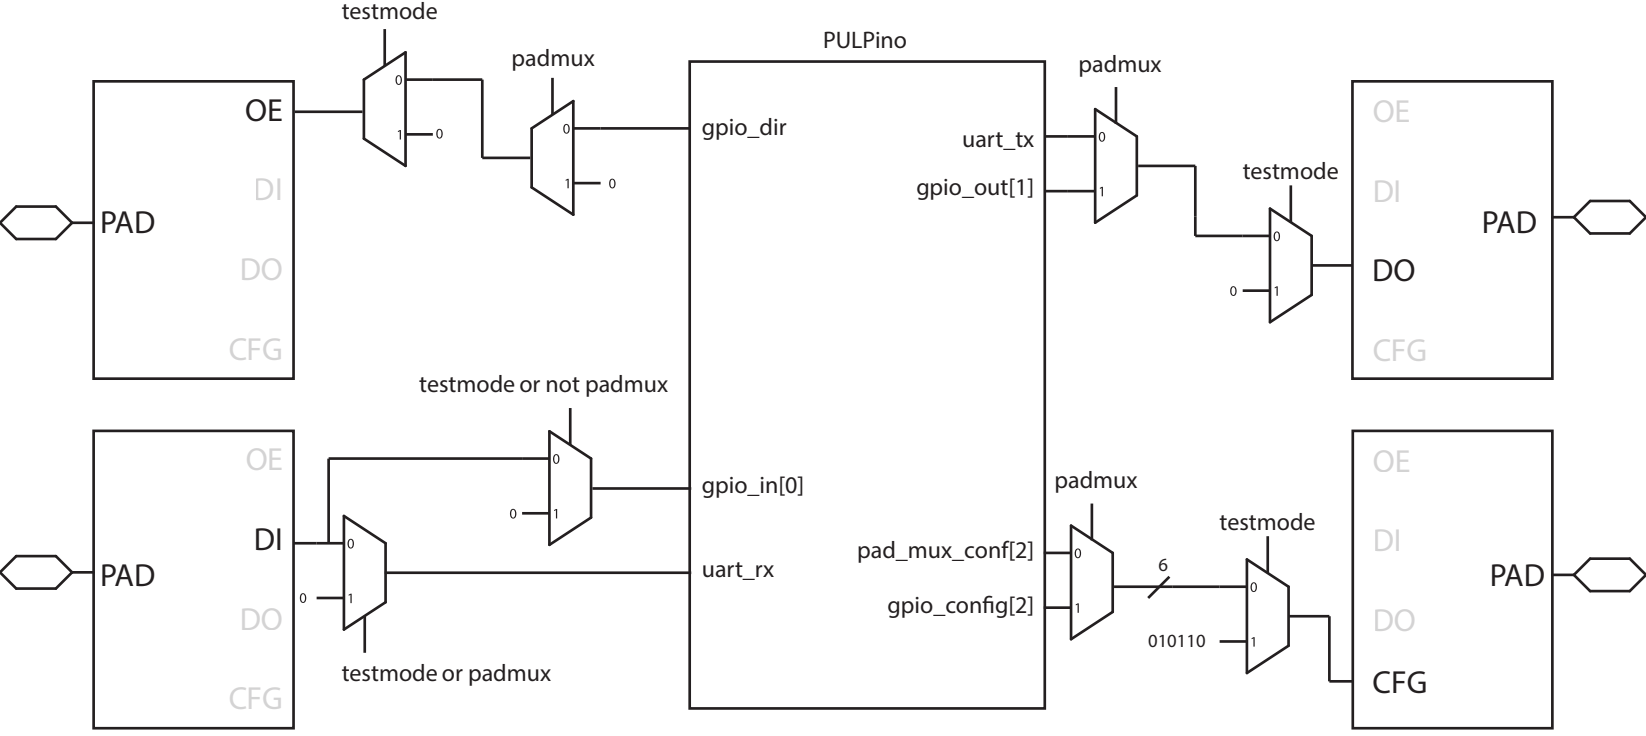 testmode
PULPino
padmux
padmux
0
OE
1
0
0
gpio_dir
1
0
DI
PAD
DO
CFG
uart_tx
0
gpio_out[1]
1
testmode
0
0
1
OE
DI
PAD
DO
CFG
testmode or not padmux
0
gpio_in[0]
0
1
OE
DI
0
PAD
uart_rx
0
1
DO
testmode or padmux
CFG
padmux
pad_mux_conf[2]
0
gpio_config[2]
1
6
testmode
0
010110
1
OE
DI
PAD
DO
CFG